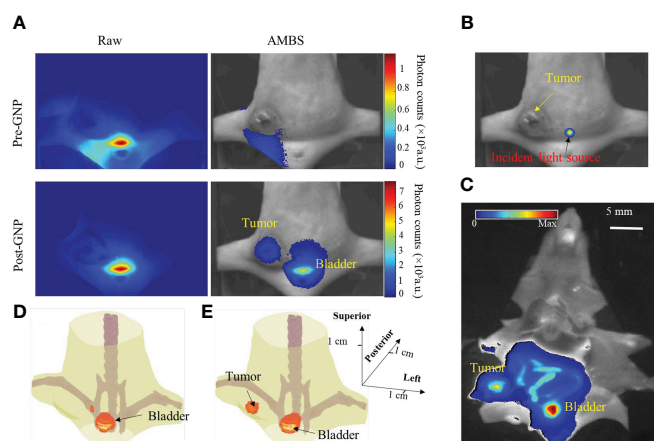 A
Raw
AMBS
Pre-GNP
1
0.8
0.6
0.4
0.2
0
Photon counts (×10³a.u.)
Post-GNP
Tumor
Bladder
7
6
5
4
3
2
1
0
Photon counts (×10³a.u.)
B
Tumor
Incident light source
C
0
Max
5 mm
Tumor
Bladder
D
Bladder
E
Tumor
Bladder
Superior
1 cm
Posterior
1 cm
Left
1 cm